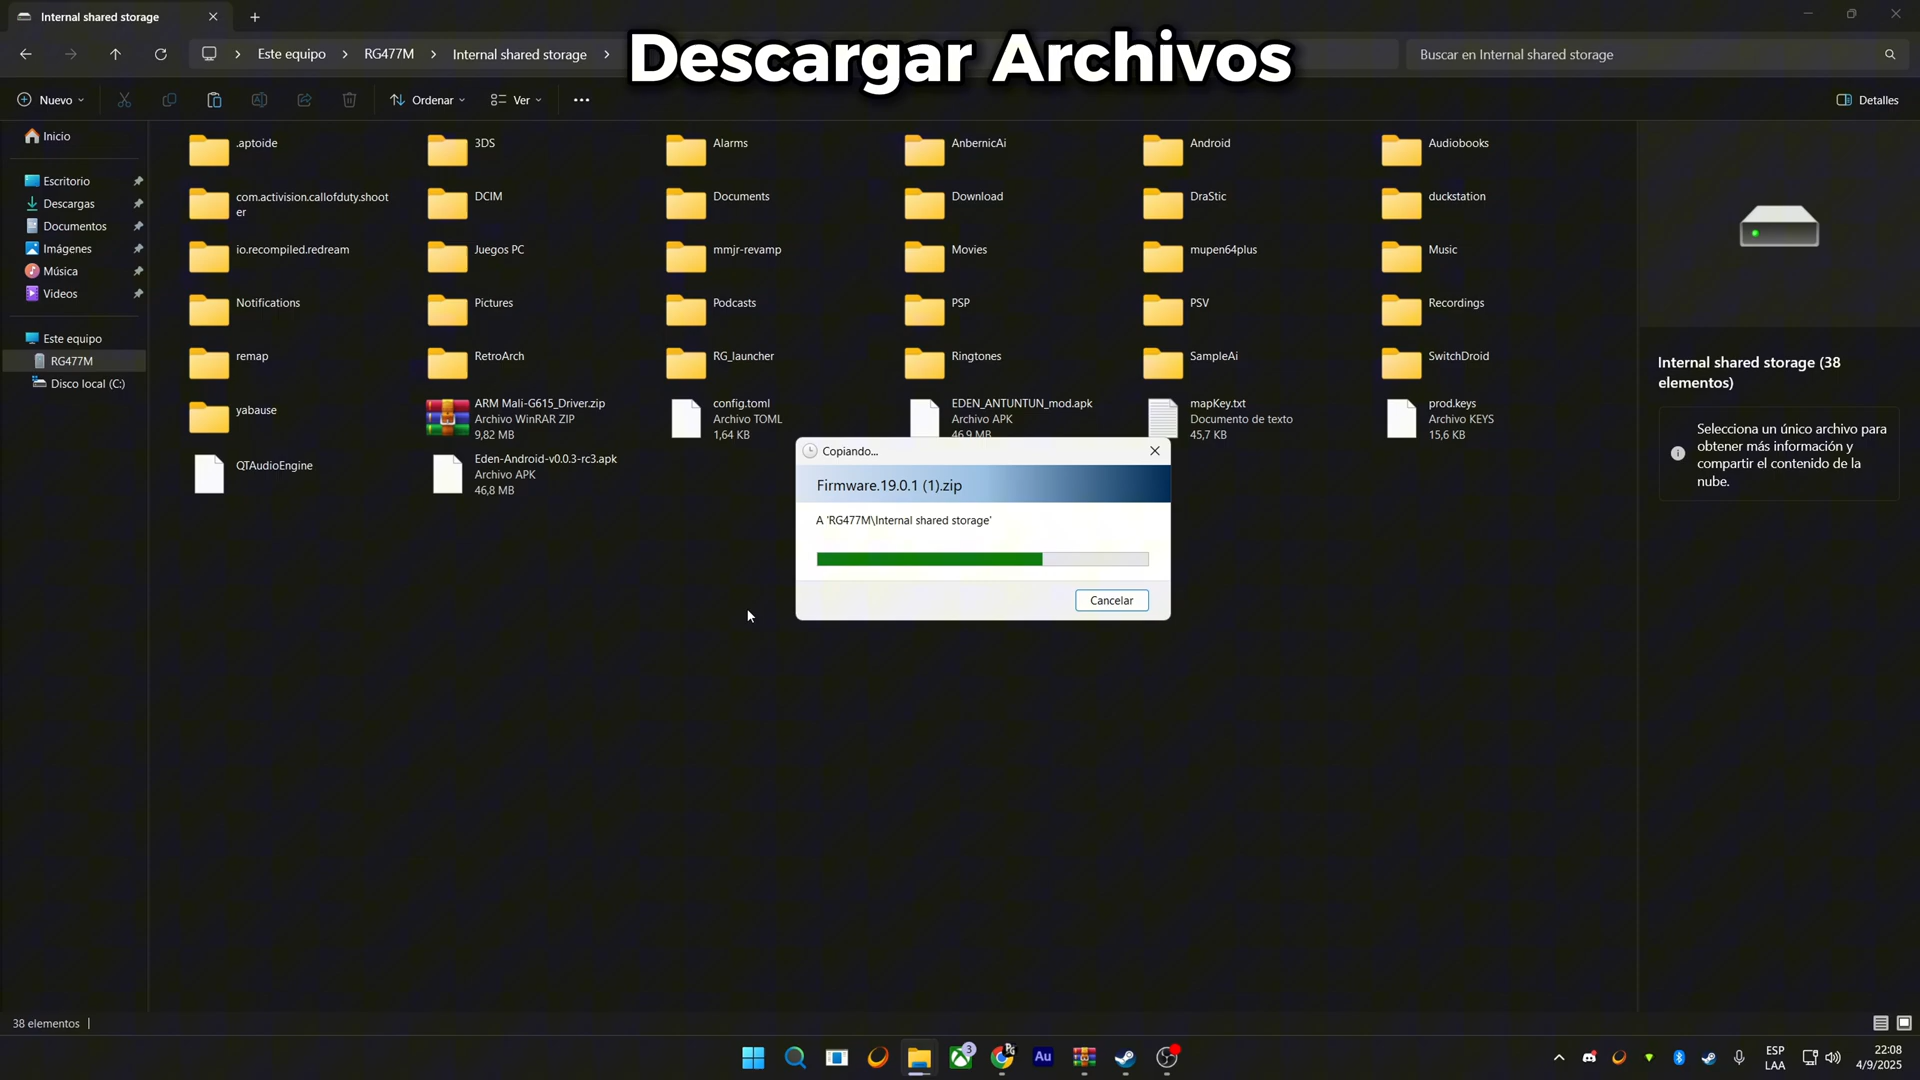 Internal shared storage
Este equipo
RG477M
Internal shared storage
Descargar Archivos
Buscar en Internal shared storage
Nuevo
Ordenar
Ver
Detalles
Inicio
Escritorio
Descargas
Documentos
Imágenes
Música
Videos
Este equipo
RG477M
Disco local (C:)
.aptoide
3DS
Alarms
AnbernicAi
Android
Audiobooks
com.activision.callofduty.shoot
er
DCIM
Documents
Download
DraStic
duckstation
io.recompiled.redream
Juegos PC
mmjr-revamp
Movies
mupen64plus
Music
Notifications
Pictures
Podcasts
PSP
PSV
Recordings
remap
RetroArch
RG_launcher
Ringtones
SampleAi
SwitchDroid
yabause
ARM Mali-G615_Driver.zip
Archivo WinRAR ZIP
9,82 MB
config.toml
Archivo TOML
1,64 KB
EDEN_ANTUNTUN_mod.apk
Archivo APK
46,9 MB
mapKey.txt
Documento de texto
45,7 KB
prod.keys
Archivo KEYS
15,6 KB
QTAudioEngine
Eden-Android-v0.0.3-rc3.apk
Archivo APK
46,8 MB
Copiando...
Firmware.19.0.1 (1).zip
A 'RG477M\Internal shared storage'
Cancelar
Internal shared storage (38
elementos)
Selecciona un único archivo para
obtener más información y
compartir el contenido de la
nube.
38 elementos
3
Au
ESP
LAA
22:08
4/9/2025